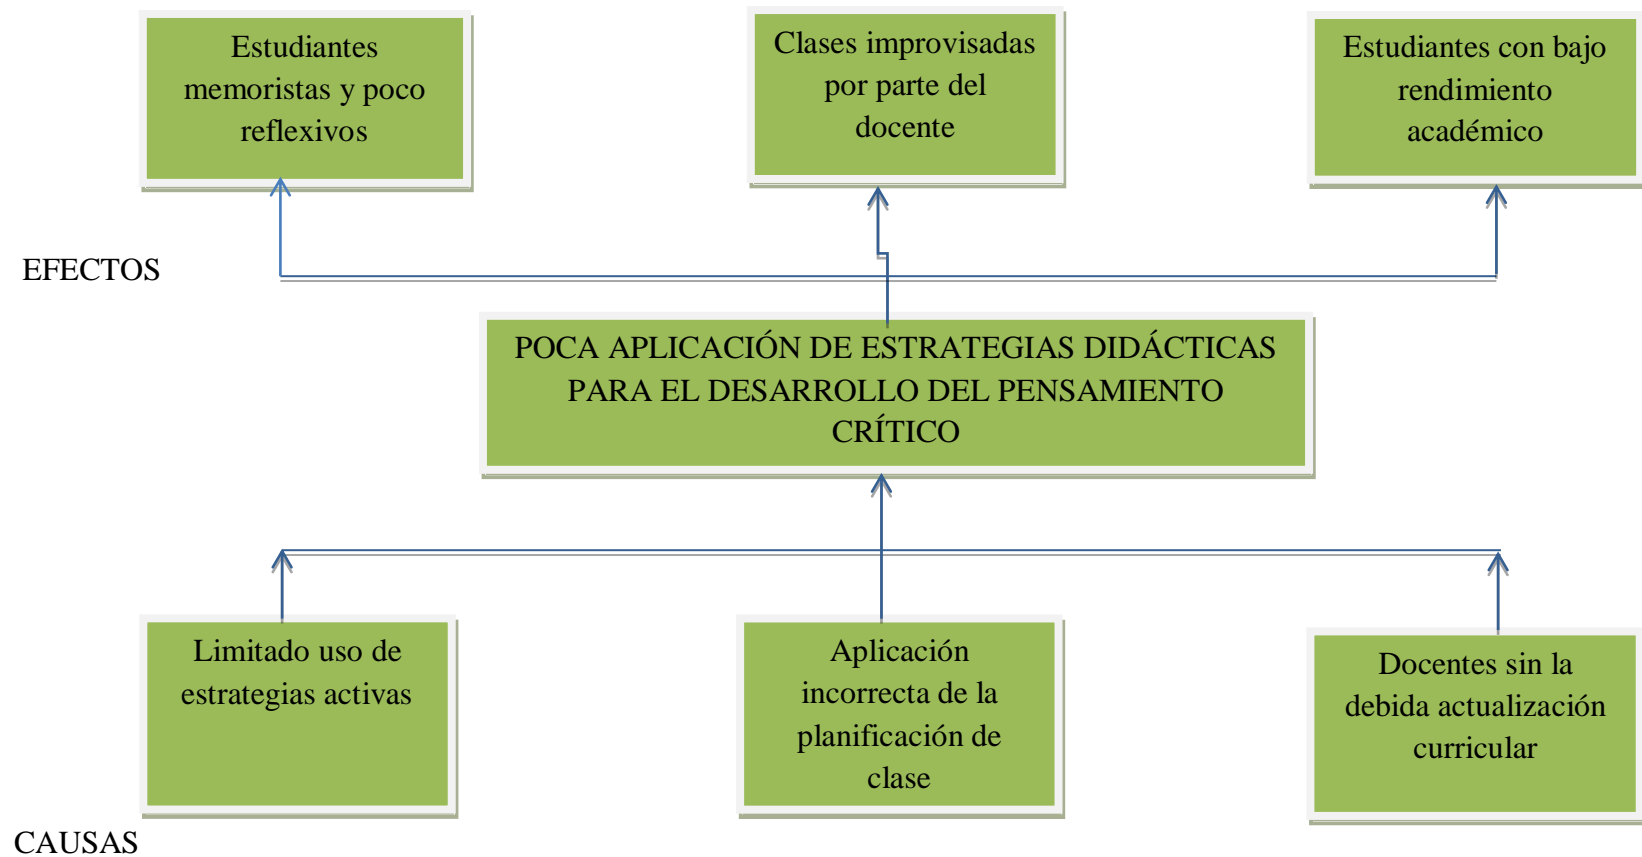 Estudiantes
memoristas y poco
reflexivos
Clases improvisadas
por parte del
docente
Estudiantes con bajo
rendimiento
académico
EFECTOS
POCA APLICACIÓN DE ESTRATEGIAS DIDÁCTICAS
PARA EL DESARROLLO DEL PENSAMIENTO
CRÍTICO
Limitado uso de
estrategias activas
Aplicación
incorrecta de la
planificación de
clase
Docentes sin la
debida actualización
curricular
CAUSAS